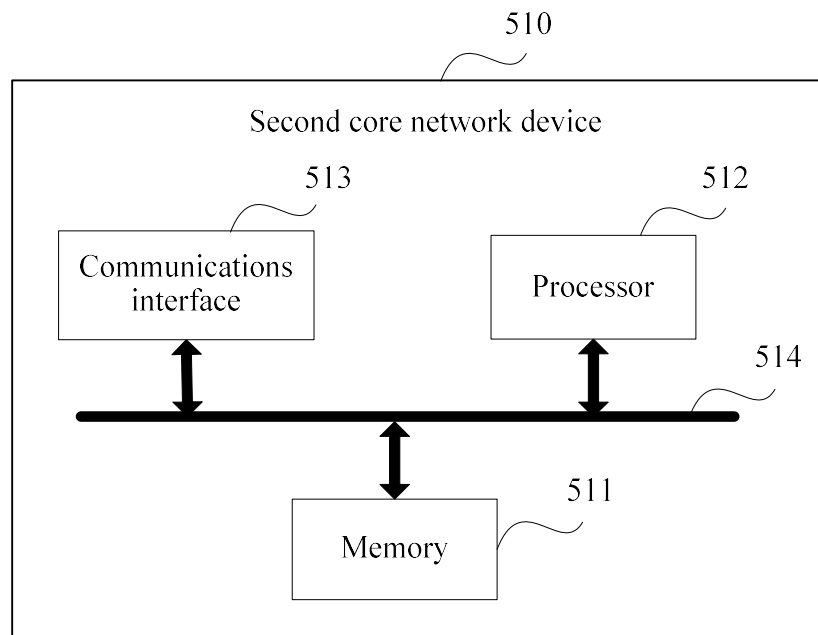 510
Second core network device
513
512
Communications
interface
Processor
514
511
Memory